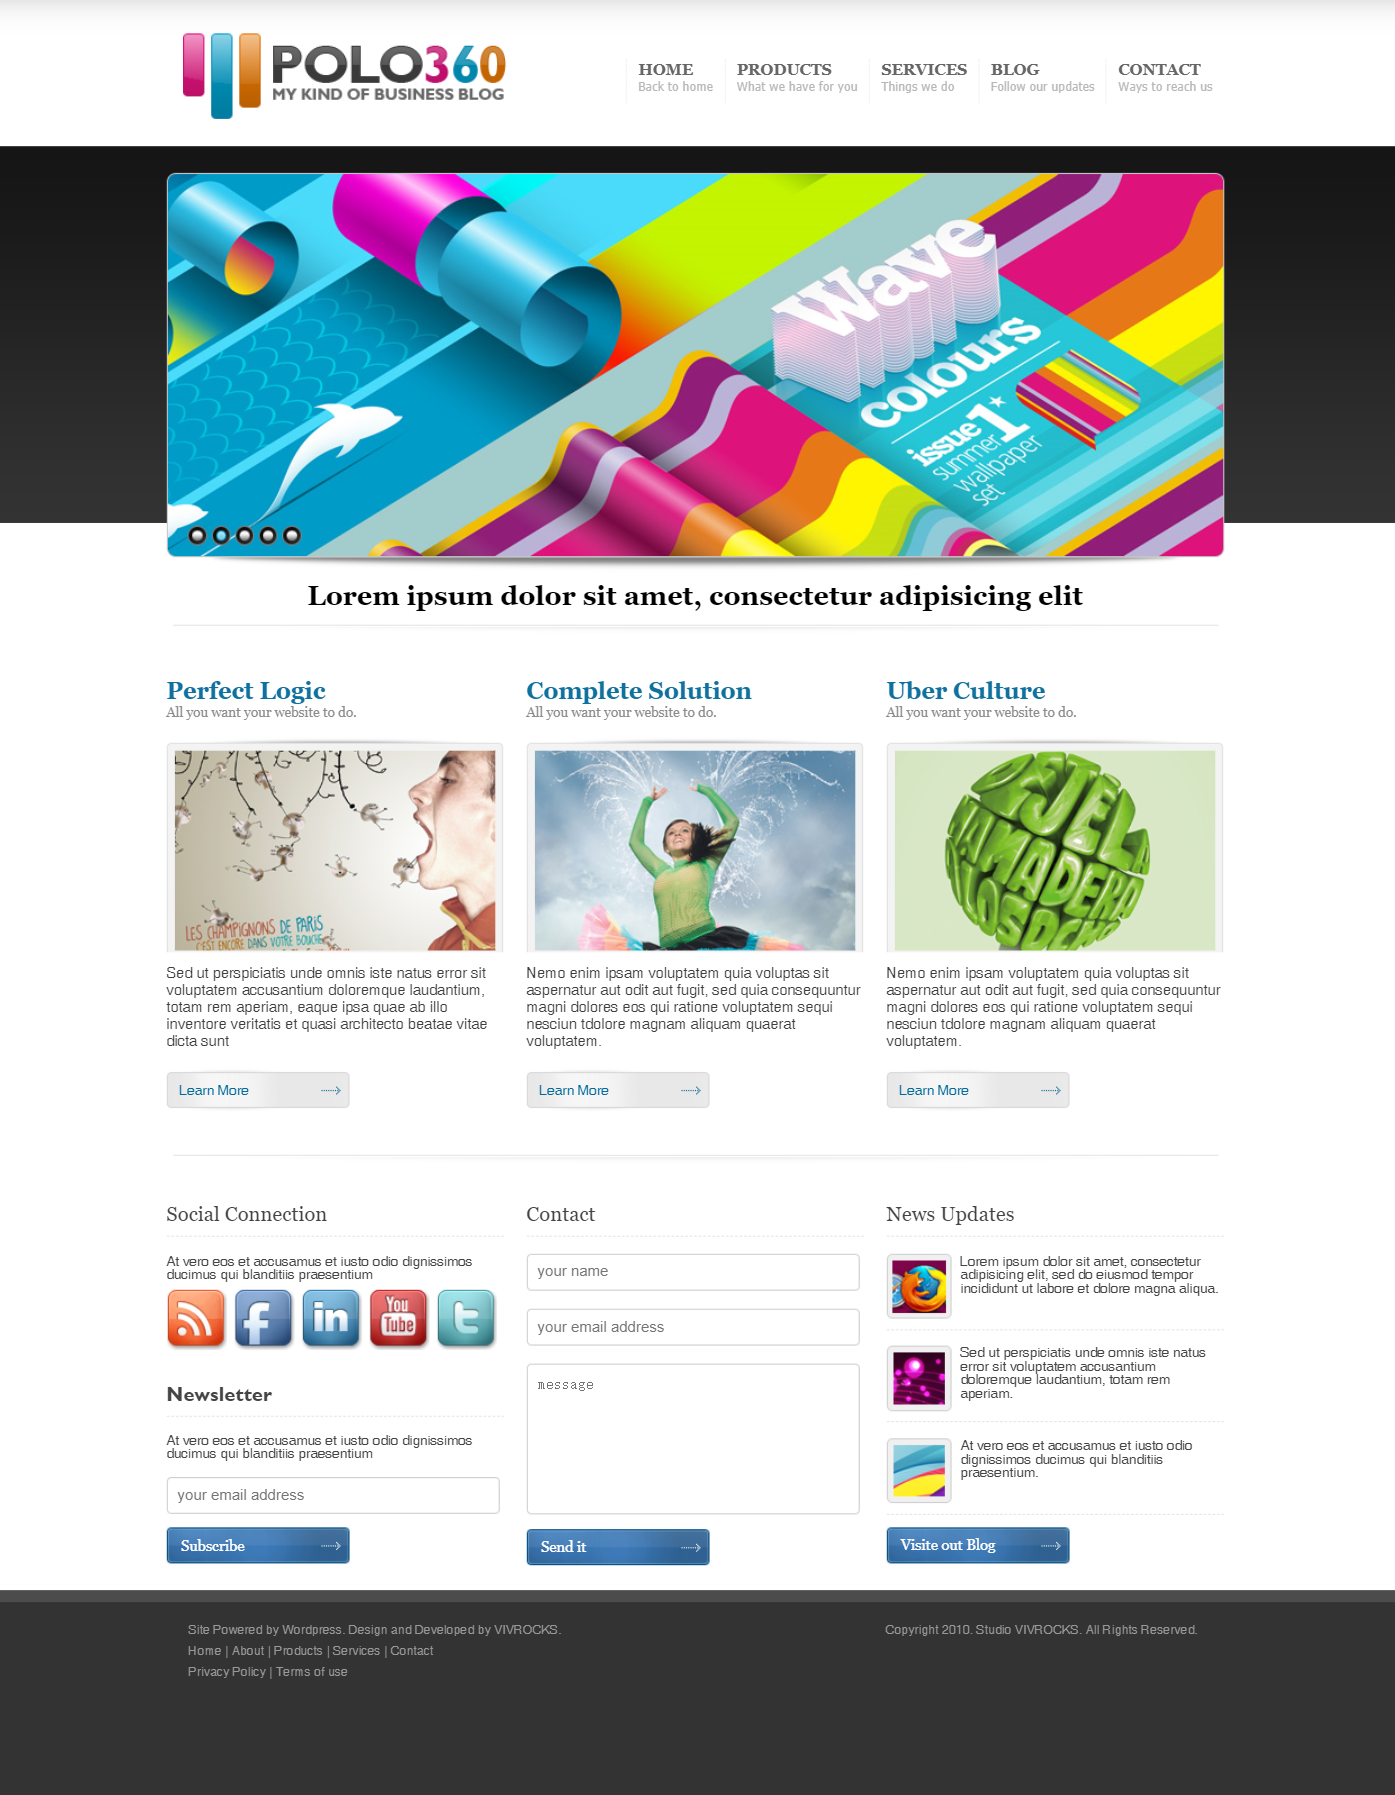 POLO360
MY KIND OF BUSINESS BLOG
HOME
Back to home
PRODUCTS
What we have for you
SERVICES
Things we do
BLOG
Follow our updates
CONTACT
Ways to reach us
Wave
colours
issue 1
summer
wallpaper
set
Lorem ipsum dolor sit amet, consectetur adipisicing elit
Perfect Logic
All you want your website to do.
LES CHAMPIGNONS DE PARIS
C'EST ENCORE DANS VOTRE BOUCHE
Sed ut perspiciatis unde omnis iste natus error sit
voluptatem accusantium doloremque laudantium,
totam rem aperiam, eaque ipsa quae ab illo
inventore veritatis et quasi architecto beatae vitae
dicta sunt
Learn More
Complete Solution
All you want your website to do.
Nemo enim ipsam voluptatem quia voluptas sit
aspernatur aut odit aut fugit, sed quia consequuntur
magni dolores eos qui ratione voluptatem sequi
nesciun tdolore magnam aliquam quaerat
voluptatem.
Learn More
Uber Culture
All you want your website to do.
Nemo enim ipsam voluptatem quia voluptas sit
aspernatur aut odit aut fugit, sed quia consequuntur
magni dolores eos qui ratione voluptatem sequi
nesciun tdolore magnam aliquam quaerat
voluptatem.
Learn More
Social Connection
At vero eos et accusamus et iusto odio dignissimos
ducimus qui blanditiis praesentium
f
in
You
Tube
t
Newsletter
At vero eos et accusamus et iusto odio dignissimos
ducimus qui blanditiis praesentium
your email address
Subscribe
Contact
your name
your email address
message
Send it
News Updates
Lorem ipsum dolor sit amet, consectetur
adipisicing elit, sed do eiusmod tempor
incididunt ut labore et dolore magna aliqua.
Sed ut perspiciatis unde omnis iste natus
error sit voluptatem accusantium
doloremque laudantium, totam rem
aperiam.
At vero eos et accusamus et iusto odio
dignissimos ducimus qui blanditiis
praesentium.
Visite out Blog
Site Powered by Wordpress. Design and Developed by VIVROCKS.
Home | About | Products | Services | Contact
Privacy Policy | Terms of use
Copyright 2010. Studio VIVROCKS. All Rights Reserved.